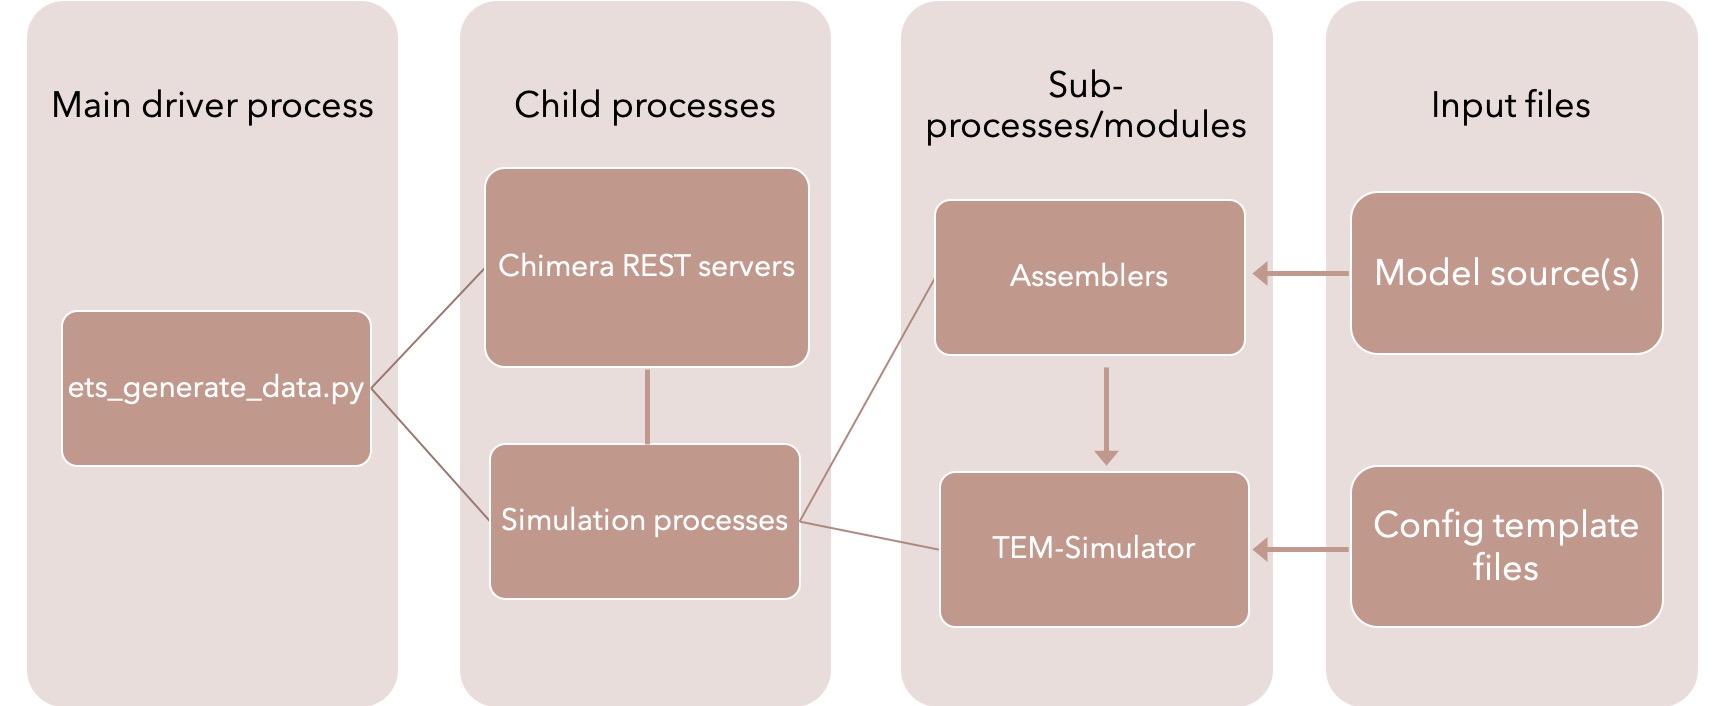 Main driver process
ets_generate_data.py
Child processes
Chimera REST servers
Simulation processes
Sub-
processes/modules
Assemblers
TEM-Simulator
Input files
Model source(s)
Config template
files